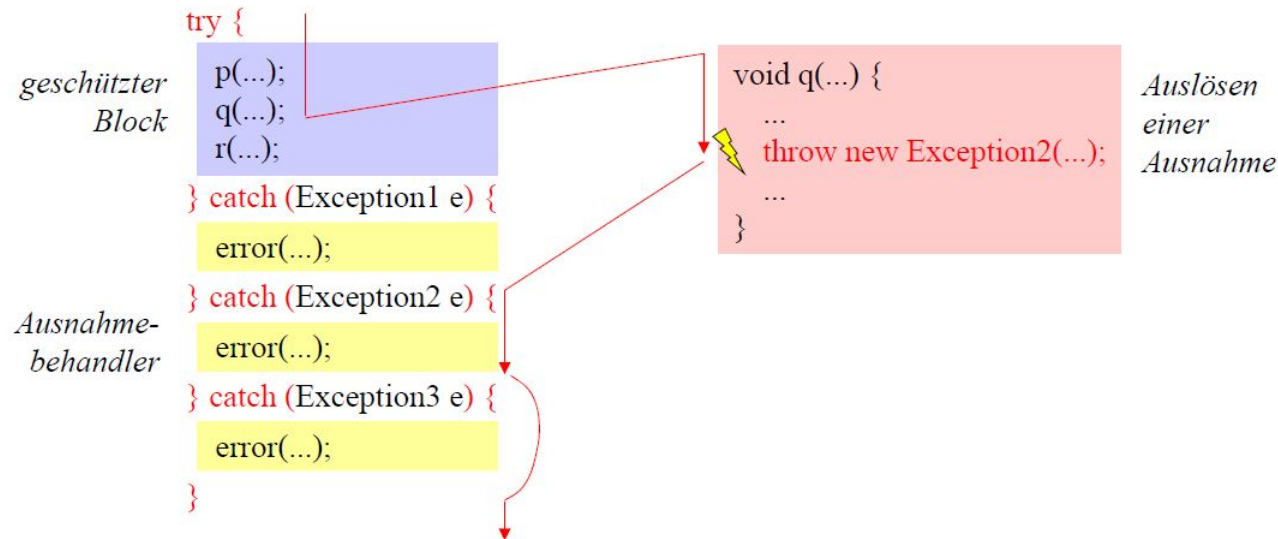 try {
geschützter
Block
p(...);
q(...);
r(...);
} catch (Exception1 e) {
error(...);
} catch (Exception2 e) {
Ausnahme-
behandler
error(...);
} catch (Exception3 e) {
error(...);
}
void q(...) {
...
throw new Exception2(...);
...
}
Auslösen
einer
Ausnahme